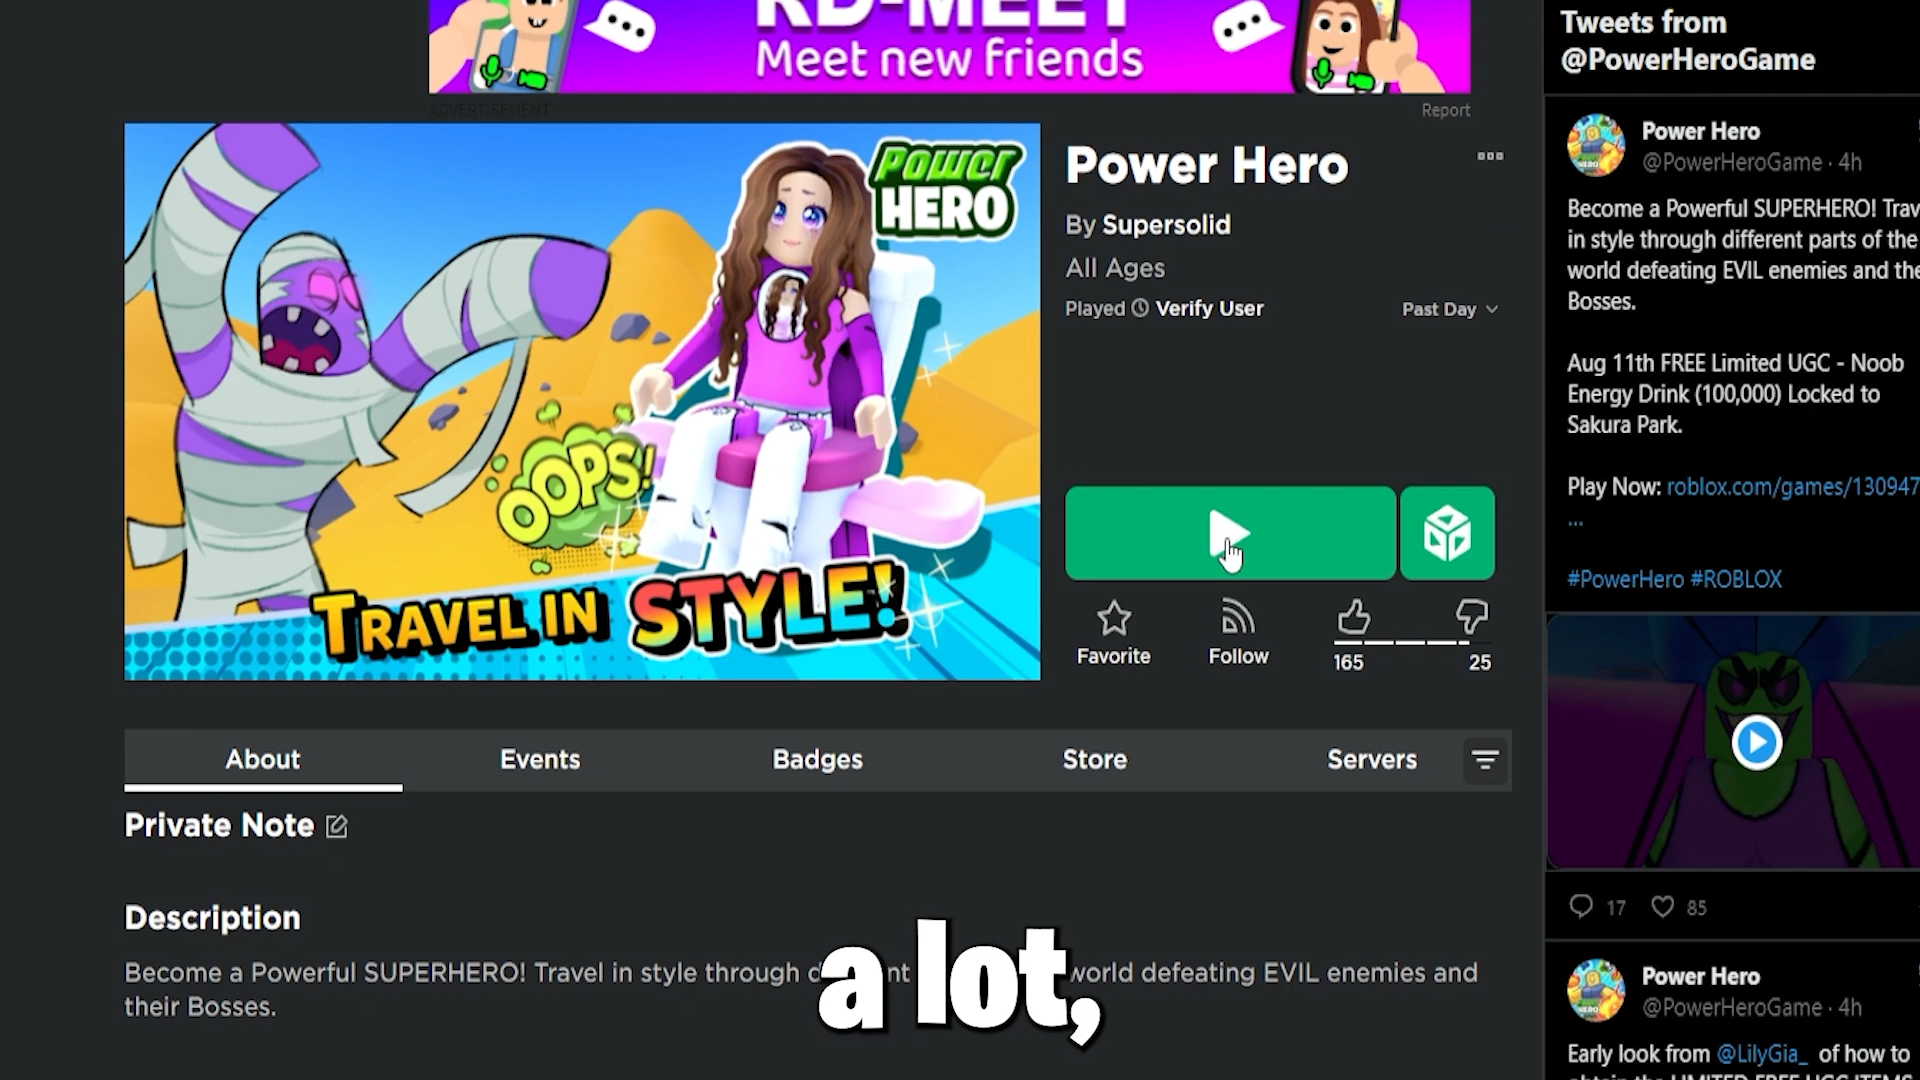 RD-MEET
Meet new friends
ADVERTISEMENT
Report
POWER
HERO
OOPS!
TRAVEL IN STYLE!
Power Hero
By Supersolid
All Ages
Played Verify User
Past Day
Favorite
Follow
165
25
About
Events
Badges
Store
Servers
Private Note
Description
Become a Powerful SUPERHERO! Travel in style through world defeating EVIL enemies and
their Bosses.
a lot,
Tweets from
@PowerHeroGame
Power Hero
@PowerHeroGame · 4h
Become a Powerful SUPERHERO! Trav
in style through different parts of the
world defeating EVIL enemies and the
Bosses.
Aug 11th FREE Limited UGC - Noob
Energy Drink (100,000) Locked to
Sakura Park.
Play Now: roblox.com/games/130947
...
#PowerHero #ROBLOX
17
85
Power Hero
@PowerHeroGame · 4h
Early look from @LilyGia_ of how to